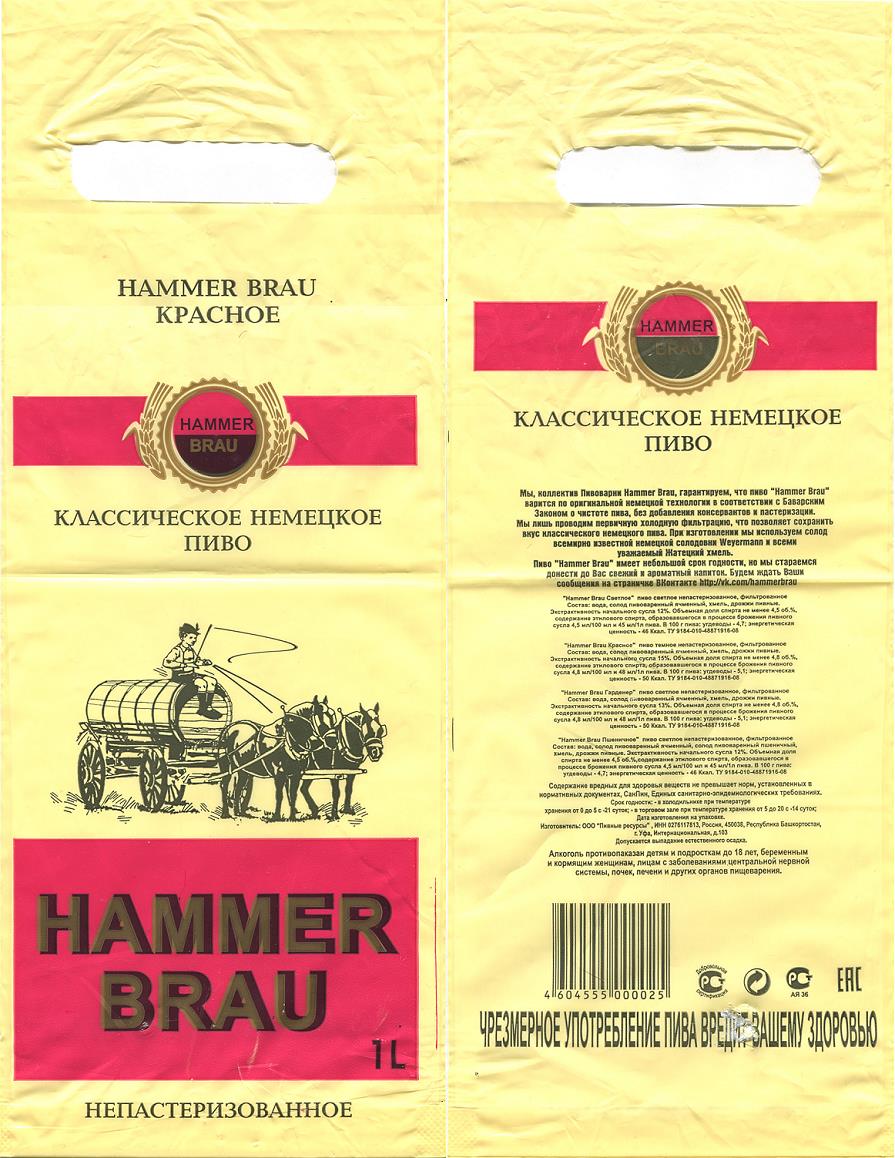 HAMMER BRAU
КРАСНОЕ
HAMMER
BRAU
КЛАССИЧЕСКОЕ НЕМЕЦКОЕ
ПИВО
HAMMER
BRAU
1L
НЕПАСТЕРИЗОВАННОЕ
HAMMER
BRAU
КЛАССИЧЕСКОЕ НЕМЕЦКОЕ
ПИВО
Мы, коллектив Пивоварни Hammer Brau, гарантируем, что пиво "Hammer Brau"
варится по оригинальной немецкой технологии в соответствии с Баварским
Законом о чистоте пива, без добавления консервантов и пастеризации.
Мы лишь проводим первичную холодную фильтрацию, что позволяет сохранить
вкус классического немецкого пива. При изготовлении мы используем солод
всемирно известной немецкой солодовни Weyermann и всеми
уважаемый Жатецкий хмель.
Пиво "Hammer Brau" имеет небольшой срок годности, но мы стараемся
донести до Вас свежий и ароматный напиток. Будем ждать Ваши
сообщения на страничке ВКонтакте http://vk.com/hammerbrau
"Hammer Brau Светлое" пиво светлое непастеризованное, фильтрованное
Состав: вода, солод пивоваренный ячменный, хмель, дрожжи пивные.
Экстрактивность начального сусла 12%. Объемная доля спирта не менее 4,5 об.%,
содержание этилового спирта, образовавшегося в процессе брожения пивного
сусла 4,5 мл/100 мл и 45 мл/1л пива. В 100 г пива: углеводы - 4,7; энергетическая
ценность - 46 Ккал. ТУ 9184-010-48871916-08
"Hammer Brau Красное" пиво темное непастеризованное, фильтрованное
Состав: вода, солод пивоваренный ячменный, хмель, дрожжи пивные.
Экстрактивность начального сусла 15%. Объемная доля спирта не менее 4,8 об.%,
содержание этилового спирта, образовавшегося в процессе брожения пивного
сусла 4,8 мл/100 мл и 48 мл/1л пива. В 100 г пива: углеводы - 5,1; энергетическая
ценность - 50 Ккал. ТУ 9184-010-48871916-08
"Hammer Brau Гарденер" пиво светлое непастеризованное, фильтрованное
Состав: вода, солод пивоваренный ячменный, хмель, дрожжи пивные.
Экстрактивность начального сусла 13%. Объемная доля спирта не менее 4,8 об.%,
содержание этилового спирта, образовавшегося в процессе брожения пивного
сусла 4,8 мл/100 мл и 48 мл/1л пива. В 100 г пива: углеводы - 5,1; энергетическая
ценность - 50 Ккал. ТУ 9184-010-48871916-08
"Hammer Brau Пшеничное" пиво светлое непастеризованное, фильтрованное
Состав: вода, солод пивоваренный ячменный, солод пивоваренный пшеничный,
хмель, дрожжи пивные. Экстрактивность начального сусла 12%. Объемная доля
спирта не менее 4,5 об.%,содержание этилового спирта, образовавшегося в
процессе брожения пивного сусла 4,5 мл/100 мл и 45 мл/1л пива. В 100 г пива:
углеводы - 4,7; энергетическая ценность - 46 Ккал. ТУ 9184-010-48871916-08
Содержание вредных для здоровья веществ не превышает норм, установленных в
нормативных документах, СанПин, Единых санитарно-эпидемиологических требованиях.
Срок годности: - в холодильнике при температуре
хранения от 0 до 5 с -21 суток; - в торговом зале при температуре хранения от 5 до 20 с -14 суток;
Дата изготовления на упаковке.
Изготовитель: ООО "Пивные ресурсы" , ИНН 0276117813, Россия, 450038, Республика Башкортостан,
г. Уфа, Интернациональная, д.103
Допускается выпадание естественного осадка.
Алкоголь противопаказан детям и подросткам до 18 лет, беременным
и кормящим женщинам, лицам с заболеваниями центральной нервной
системы, почек, печени и других органов пищеварения.
4 604555 000025
Добровольная
сертификация
АЯ 36
ЕАС
ЧРЕЗМЕРНОЕ УПОТРЕБЛЕНИЕ ПИВА ВРЕДИТ ВАШЕМУ ЗДОРОВЬЮ